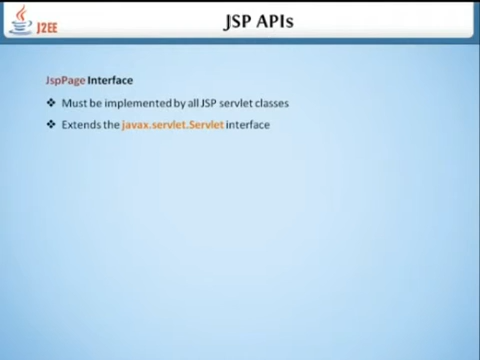 J2EE
JSP APIs
JspPage Interface
❖ Must be implemented by all JSP servlet classes
❖ Extends the javax.servlet.Servlet interface